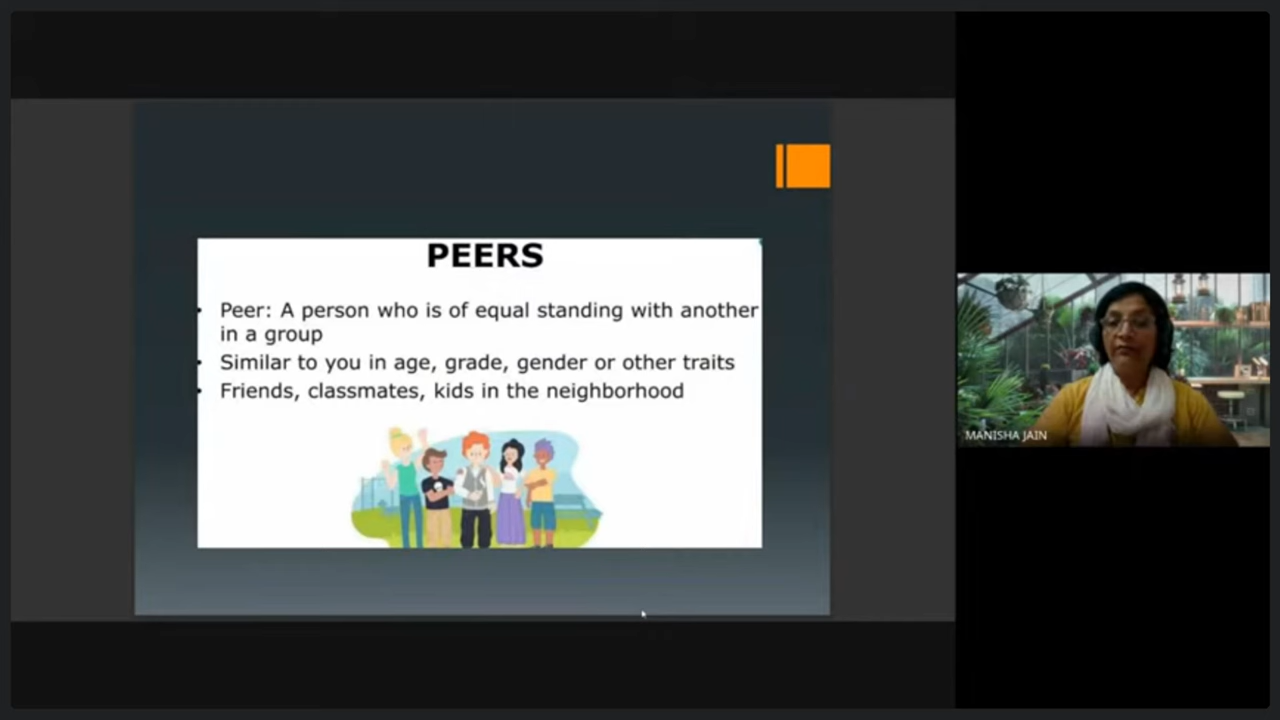 PEERS
• Peer: A person who is of equal standing with another
in a group
• Similar to you in age, grade, gender or other traits
• Friends, classmates, kids in the neighborhood
MANISHA JAIN